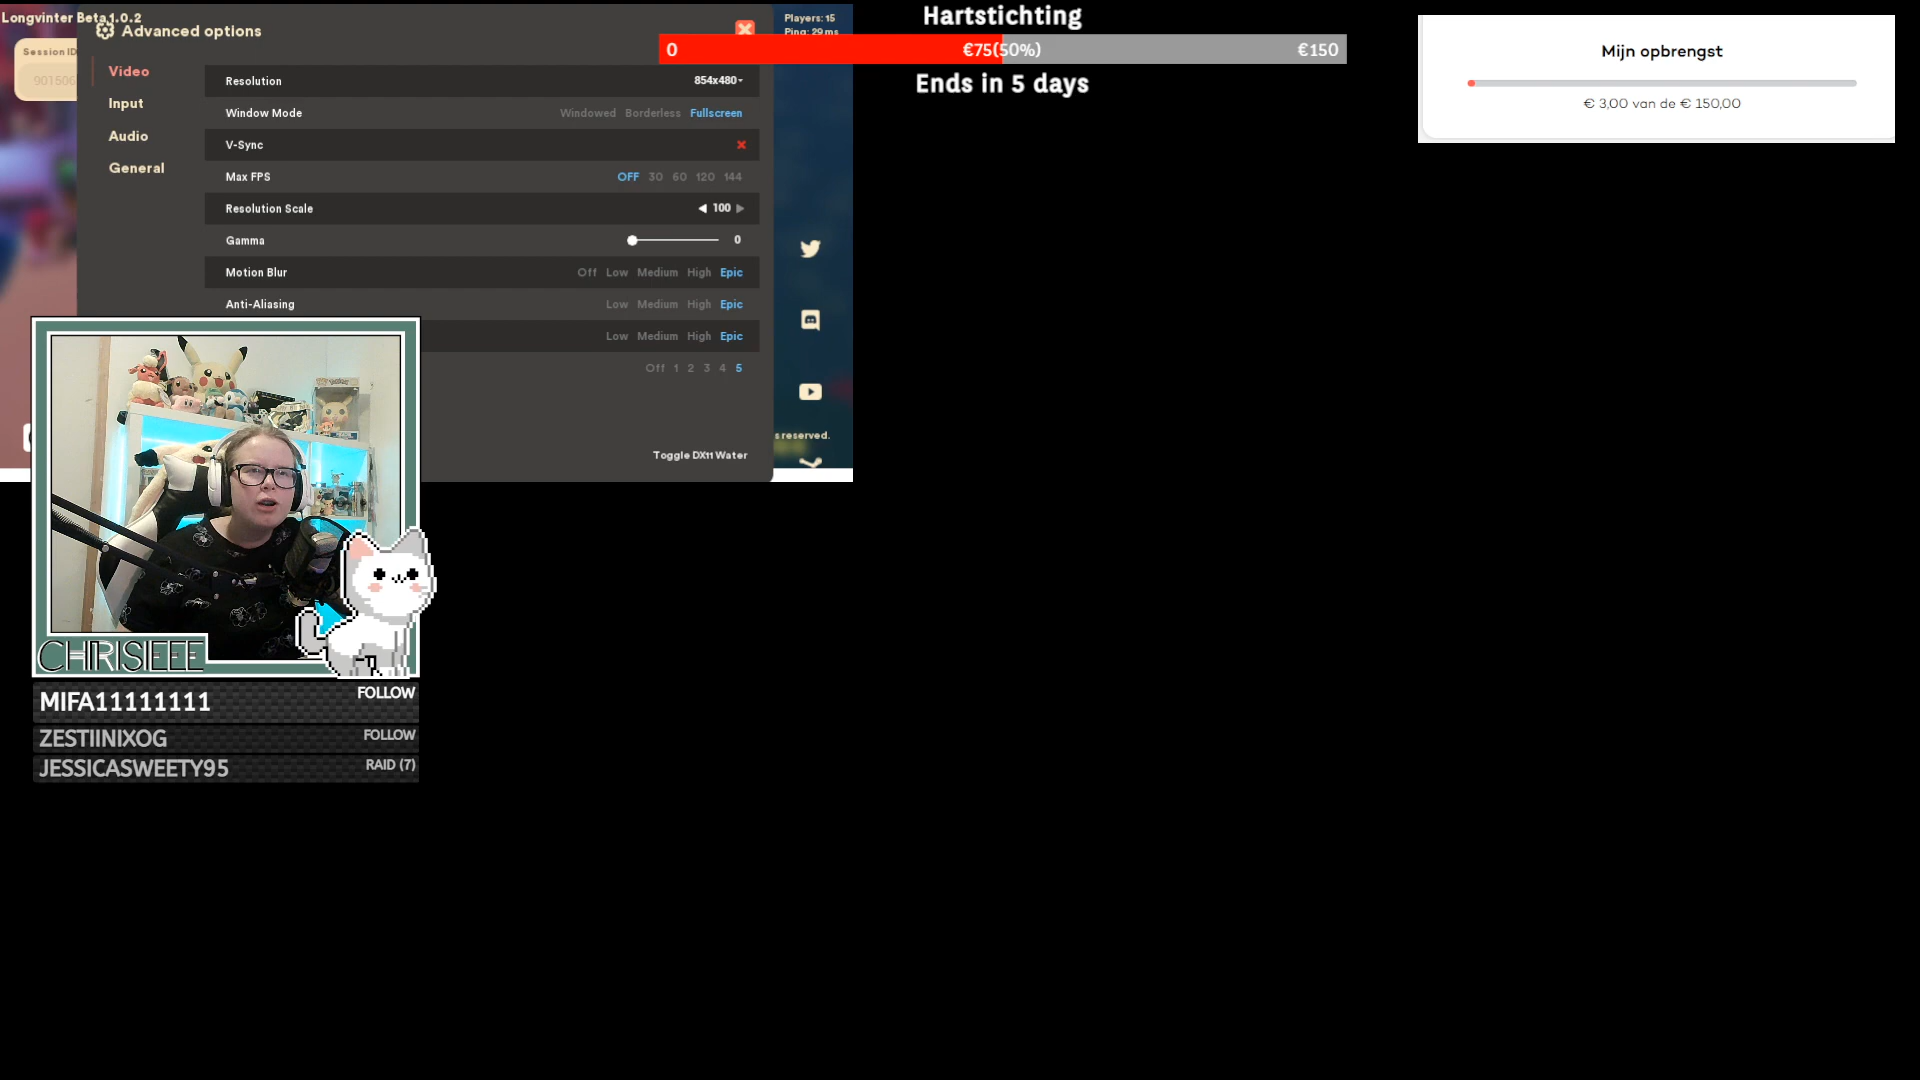 Longvinter Beta 1.0.2
Advanced options
Session ID
901506
Video
Input
Audio
General
Resolution 854x480
Window Mode Windowed Borderless Fullscreen
V-Sync
Max FPS OFF 30 60 120 144
Resolution Scale 100
Gamma 0
Motion Blur Off Low Medium High Epic
Anti-Aliasing Low Medium High Epic
Low Medium High Epic
Off 1 2 3 4 5
Toggle DX11 Water
Players: 15
Ping: 29 ms
s reserved.
Hartstichting
0 €75(50%) €150
Ends in 5 days
Mijn opbrengst
€ 3,00 van de € 150,00
CHRISIEEE
MIFA11111111 FOLLOW
ZESTIINIXOG FOLLOW
JESSICASWEETY95 RAID (7)